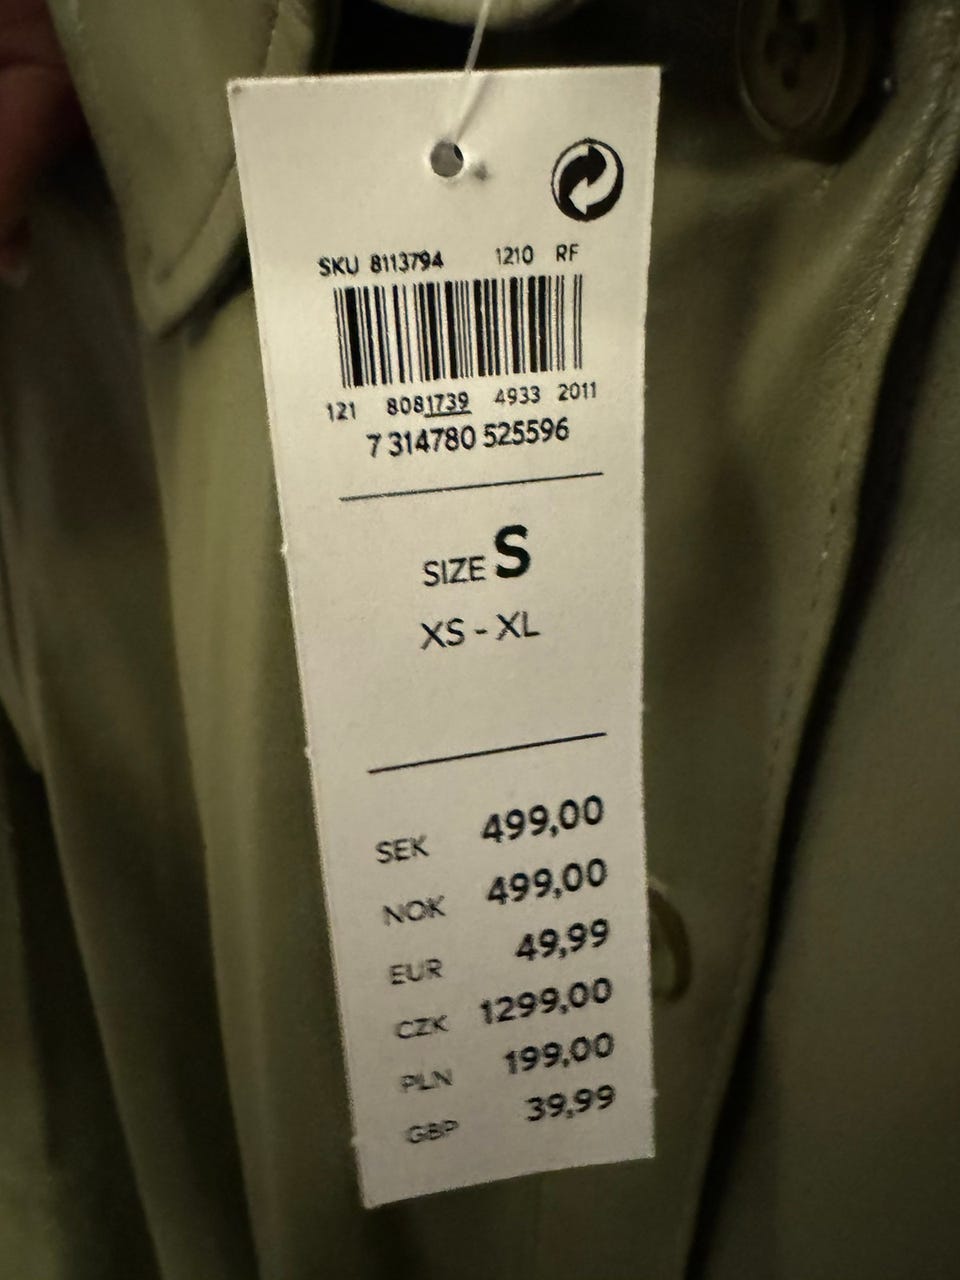 SKU 8113794 1210 RF
121 8081739 4933 2011
7 314780 525596
SIZE S
XS - XL
SEK 499,00
NOK 499,00
EUR 49,99
CZK 1299,00
PLN 199,00
GBP 39,99